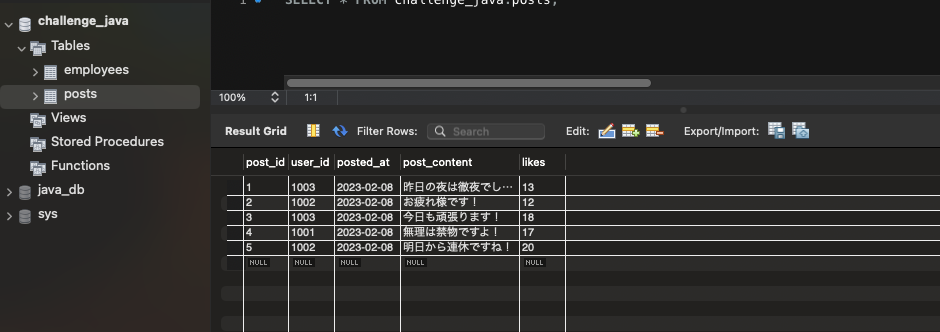 1 SELECT * FROM challenge_java.posts;
challenge_java
Tables
employees
posts
Views
Stored Procedures
Functions
java_db
sys
100% 1:1
Result Grid Filter Rows: Search Edit: Export/Import:
post_id user_id posted_at post_content likes
1 1003 2023-02-08 昨日の夜は徹夜でし… 13
2 1002 2023-02-08 お疲れ様です！ 12
3 1003 2023-02-08 今日も頑張ります！ 18
4 1001 2023-02-08 無理は禁物ですよ！ 17
5 1002 2023-02-08 明日から連休ですね！ 20
NULL NULL NULL NULL NULL